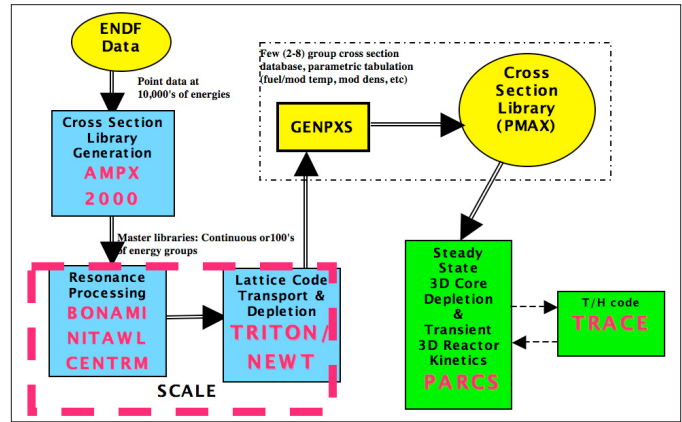 ENDF
Data
Point data at
10,000's of energies
Cross Section
Library
Generation
AMPX
2000
Master libraries: Continuous or100's
of energy groups
Resonance
Processing
BONAMI
NITAWL
CENTRM
Lattice Code
Transport &
Depletion
TRITON/
NEWT
SCALE
Few (2-8) group cross section
database, parametric tabulation
(fuel/mod temp, mod dens, etc)
GENPXS
Cross
Section
Library
(PMAX)
Steady
State
3D Core
Depletion
&
Transient
3D Reactor
Kinetics
PARCS
T/H code
TRACE